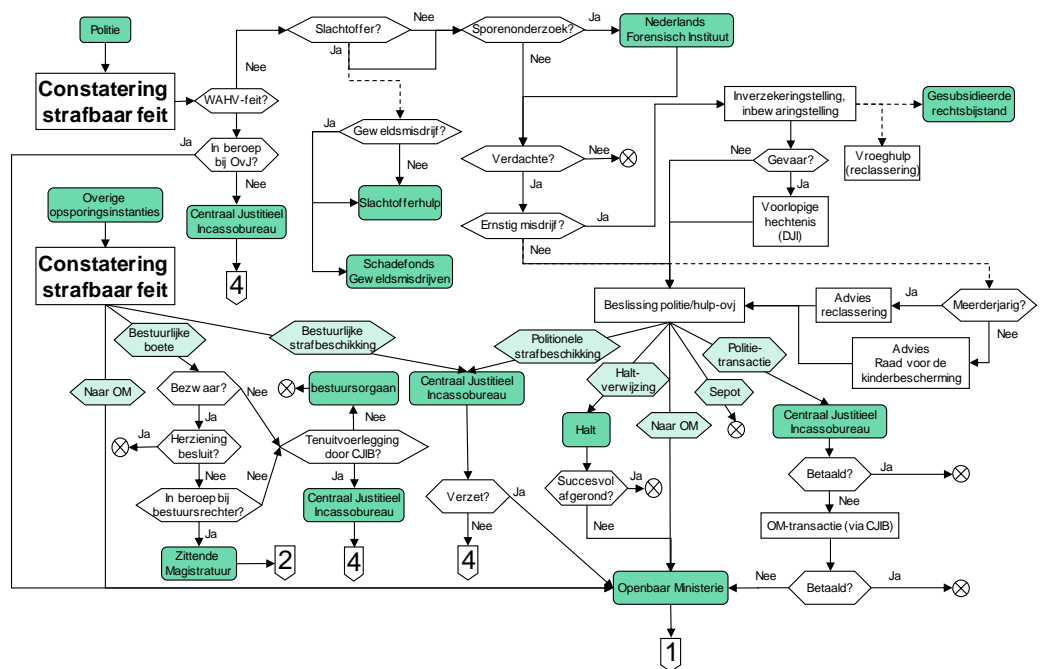 Politie
Constatering
strafbaar feit
WAHV-feit?
Nee
Ja
In beroep
bij OvJ?
Nee
Centraal Justitieel
Incassobureau
4
Slachtoffer?
Nee
Ja
Sporenonderzoek?
Ja
Nee
Nederlands
Forensisch Instituut
Geweldsmisdrijf?
Ja
Nee
Slachtofferhulp
Schadefonds
Geweldsmisdrijven
Verdachte?
Nee
Ja
Ernstig misdrijf?
Ja
Nee
Inverzekeringstelling,
inbewaringstelling
Gesubsidieerde
rechtsbijstand
Vroeghulp
(reclassering)
Nee
Gevaar?
Ja
Voorlopige
hechtenis
(DJI)
Overige
opsporingsinstanties
Constatering
strafbaar feit
Beslissing politie/hulp-ovj
Advies
reclassering
Ja
Meerderjarig?
Nee
Advies
Raad voor de
kinderbescherming
Bestuurlijke
boete
Bestuurlijke
strafbeschikking
Politionele
strafbeschikking
Politie-
transactie
Halt-
verwijzing
Sepot
Naar OM
Bezwaar?
Nee
Ja
bestuursorgaan
Nee
Centraal Justitieel
Incassobureau
Halt
Naar OM
Centraal Justitieel
Incassobureau
Ja
Herziening
besluit?
Nee
Nee
Tenuitvoerlegging
door CJIB?
Ja
In beroep bij
bestuursrechter?
Ja
Centraal Justitieel
Incassobureau
Verzet?
Ja
Nee
Succesvol
afgerond?
Ja
Nee
Betaald?
Ja
Nee
OM-transactie (via CJIB)
Zittende
Magistratuur
2
4
4
Openbaar Ministerie
Nee
Betaald?
Ja
1